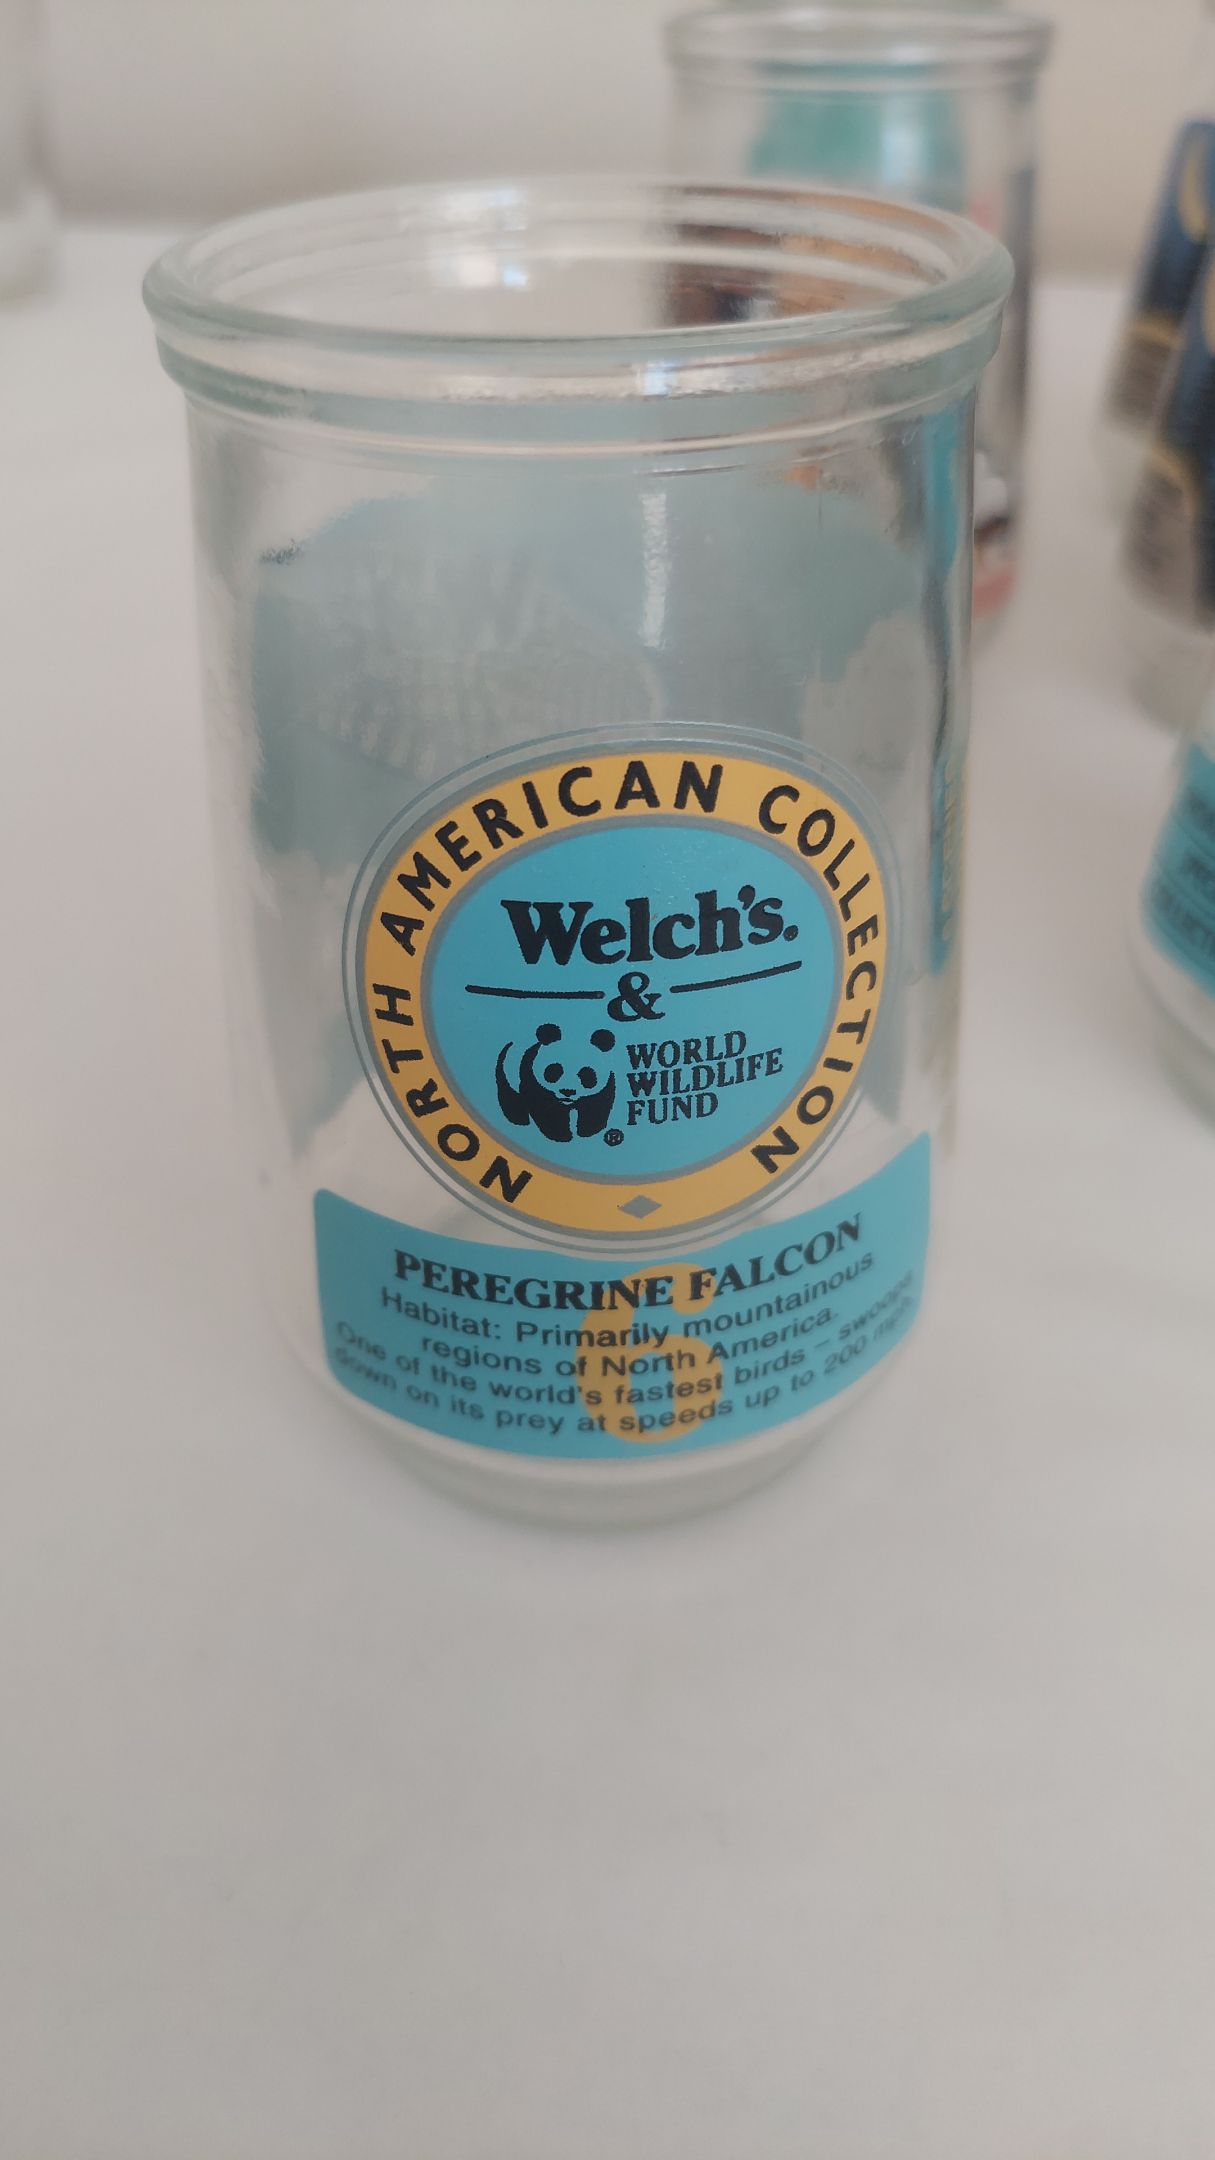 NORTH AMERICAN COLLECTION
Welch's.
&
WORLD
WILDLIFE
FUND
®
6
PEREGRINE FALCON
Habitat: Primarily mountainous
regions of North America.
One of the world's fastest birds – swoops
down on its prey at speeds up to 200 mph.